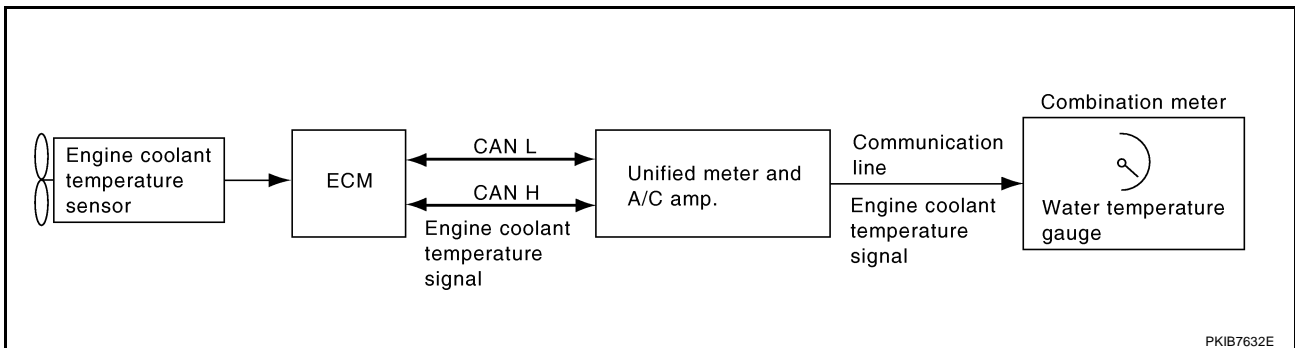 Engine coolant
temperature
sensor
ECM
CAN L
CAN H
Engine coolant
temperature
signal
Unified meter and
A/C amp.
Communication
line
Engine coolant
temperature
signal
Combination meter
Water temperature
gauge
PKIB7632E